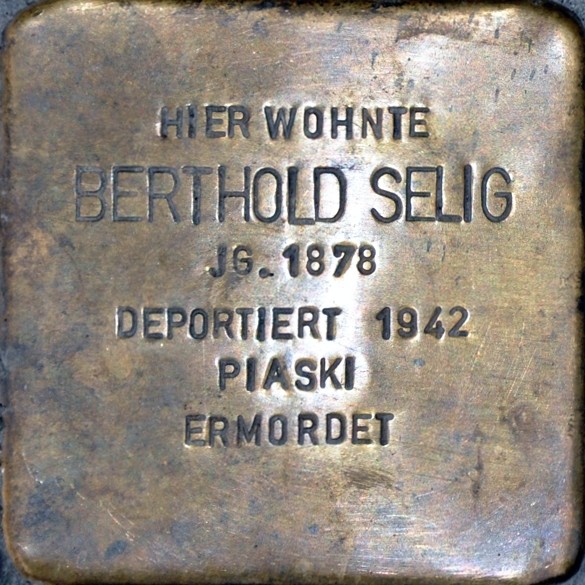 HIER WOHNTE
BERTHOLD SELIG
JG. 1878
DEPORTIERT 1942
PIASKI
ERMORDET